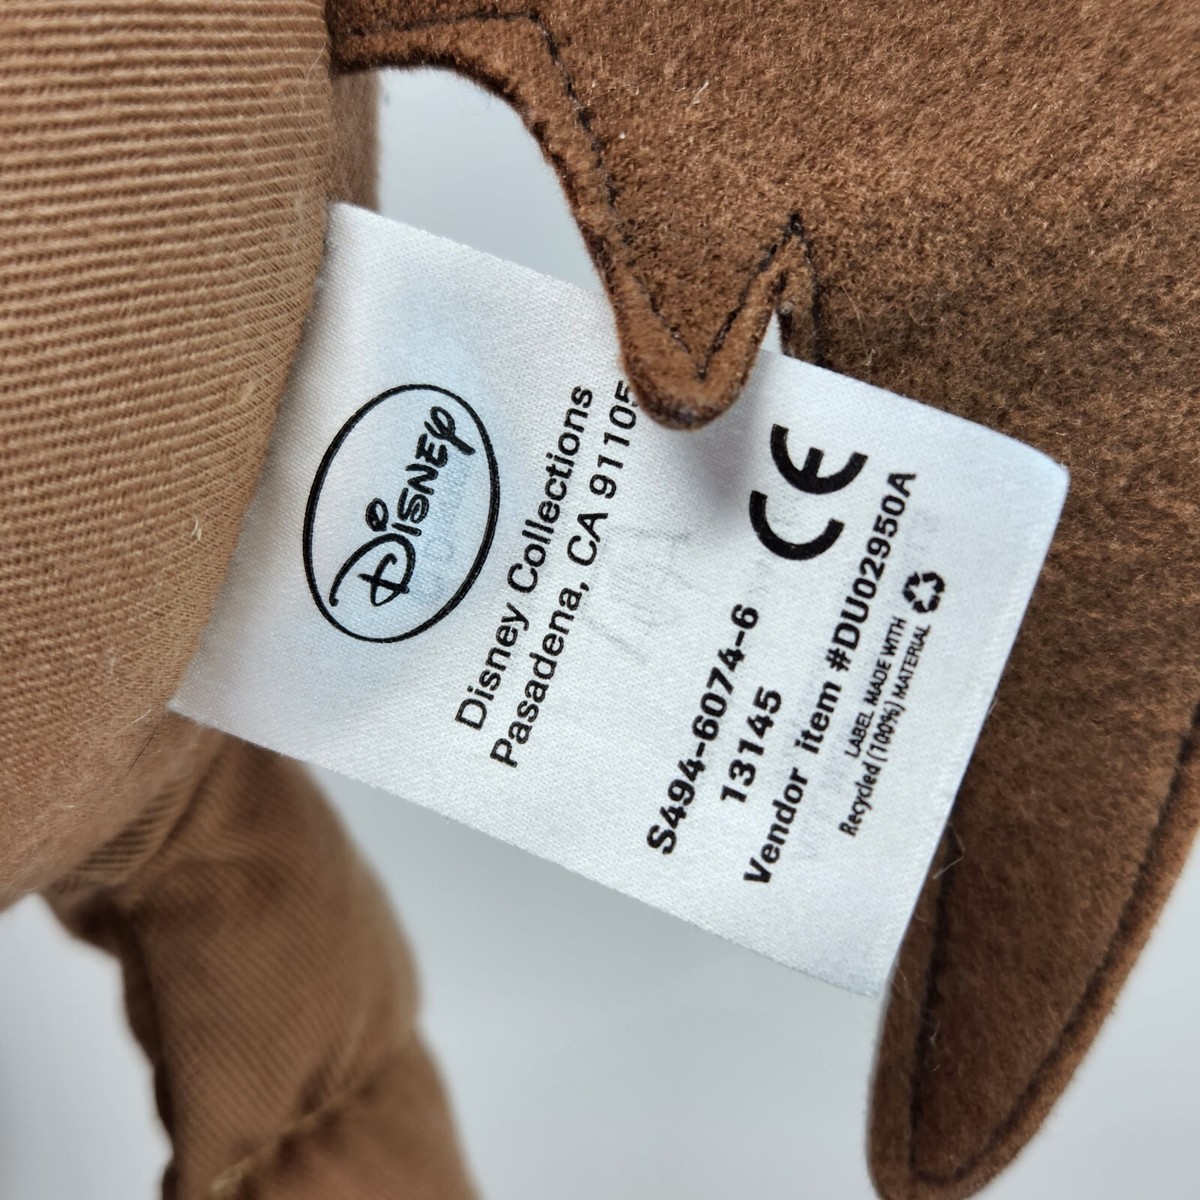 Disney
Disney Collections
Pasadena, CA 91105
CE
S494-6074-6
13145
Vendor item #DU02950A
LABEL MADE WITH
Recycled (100%) MATERIAL